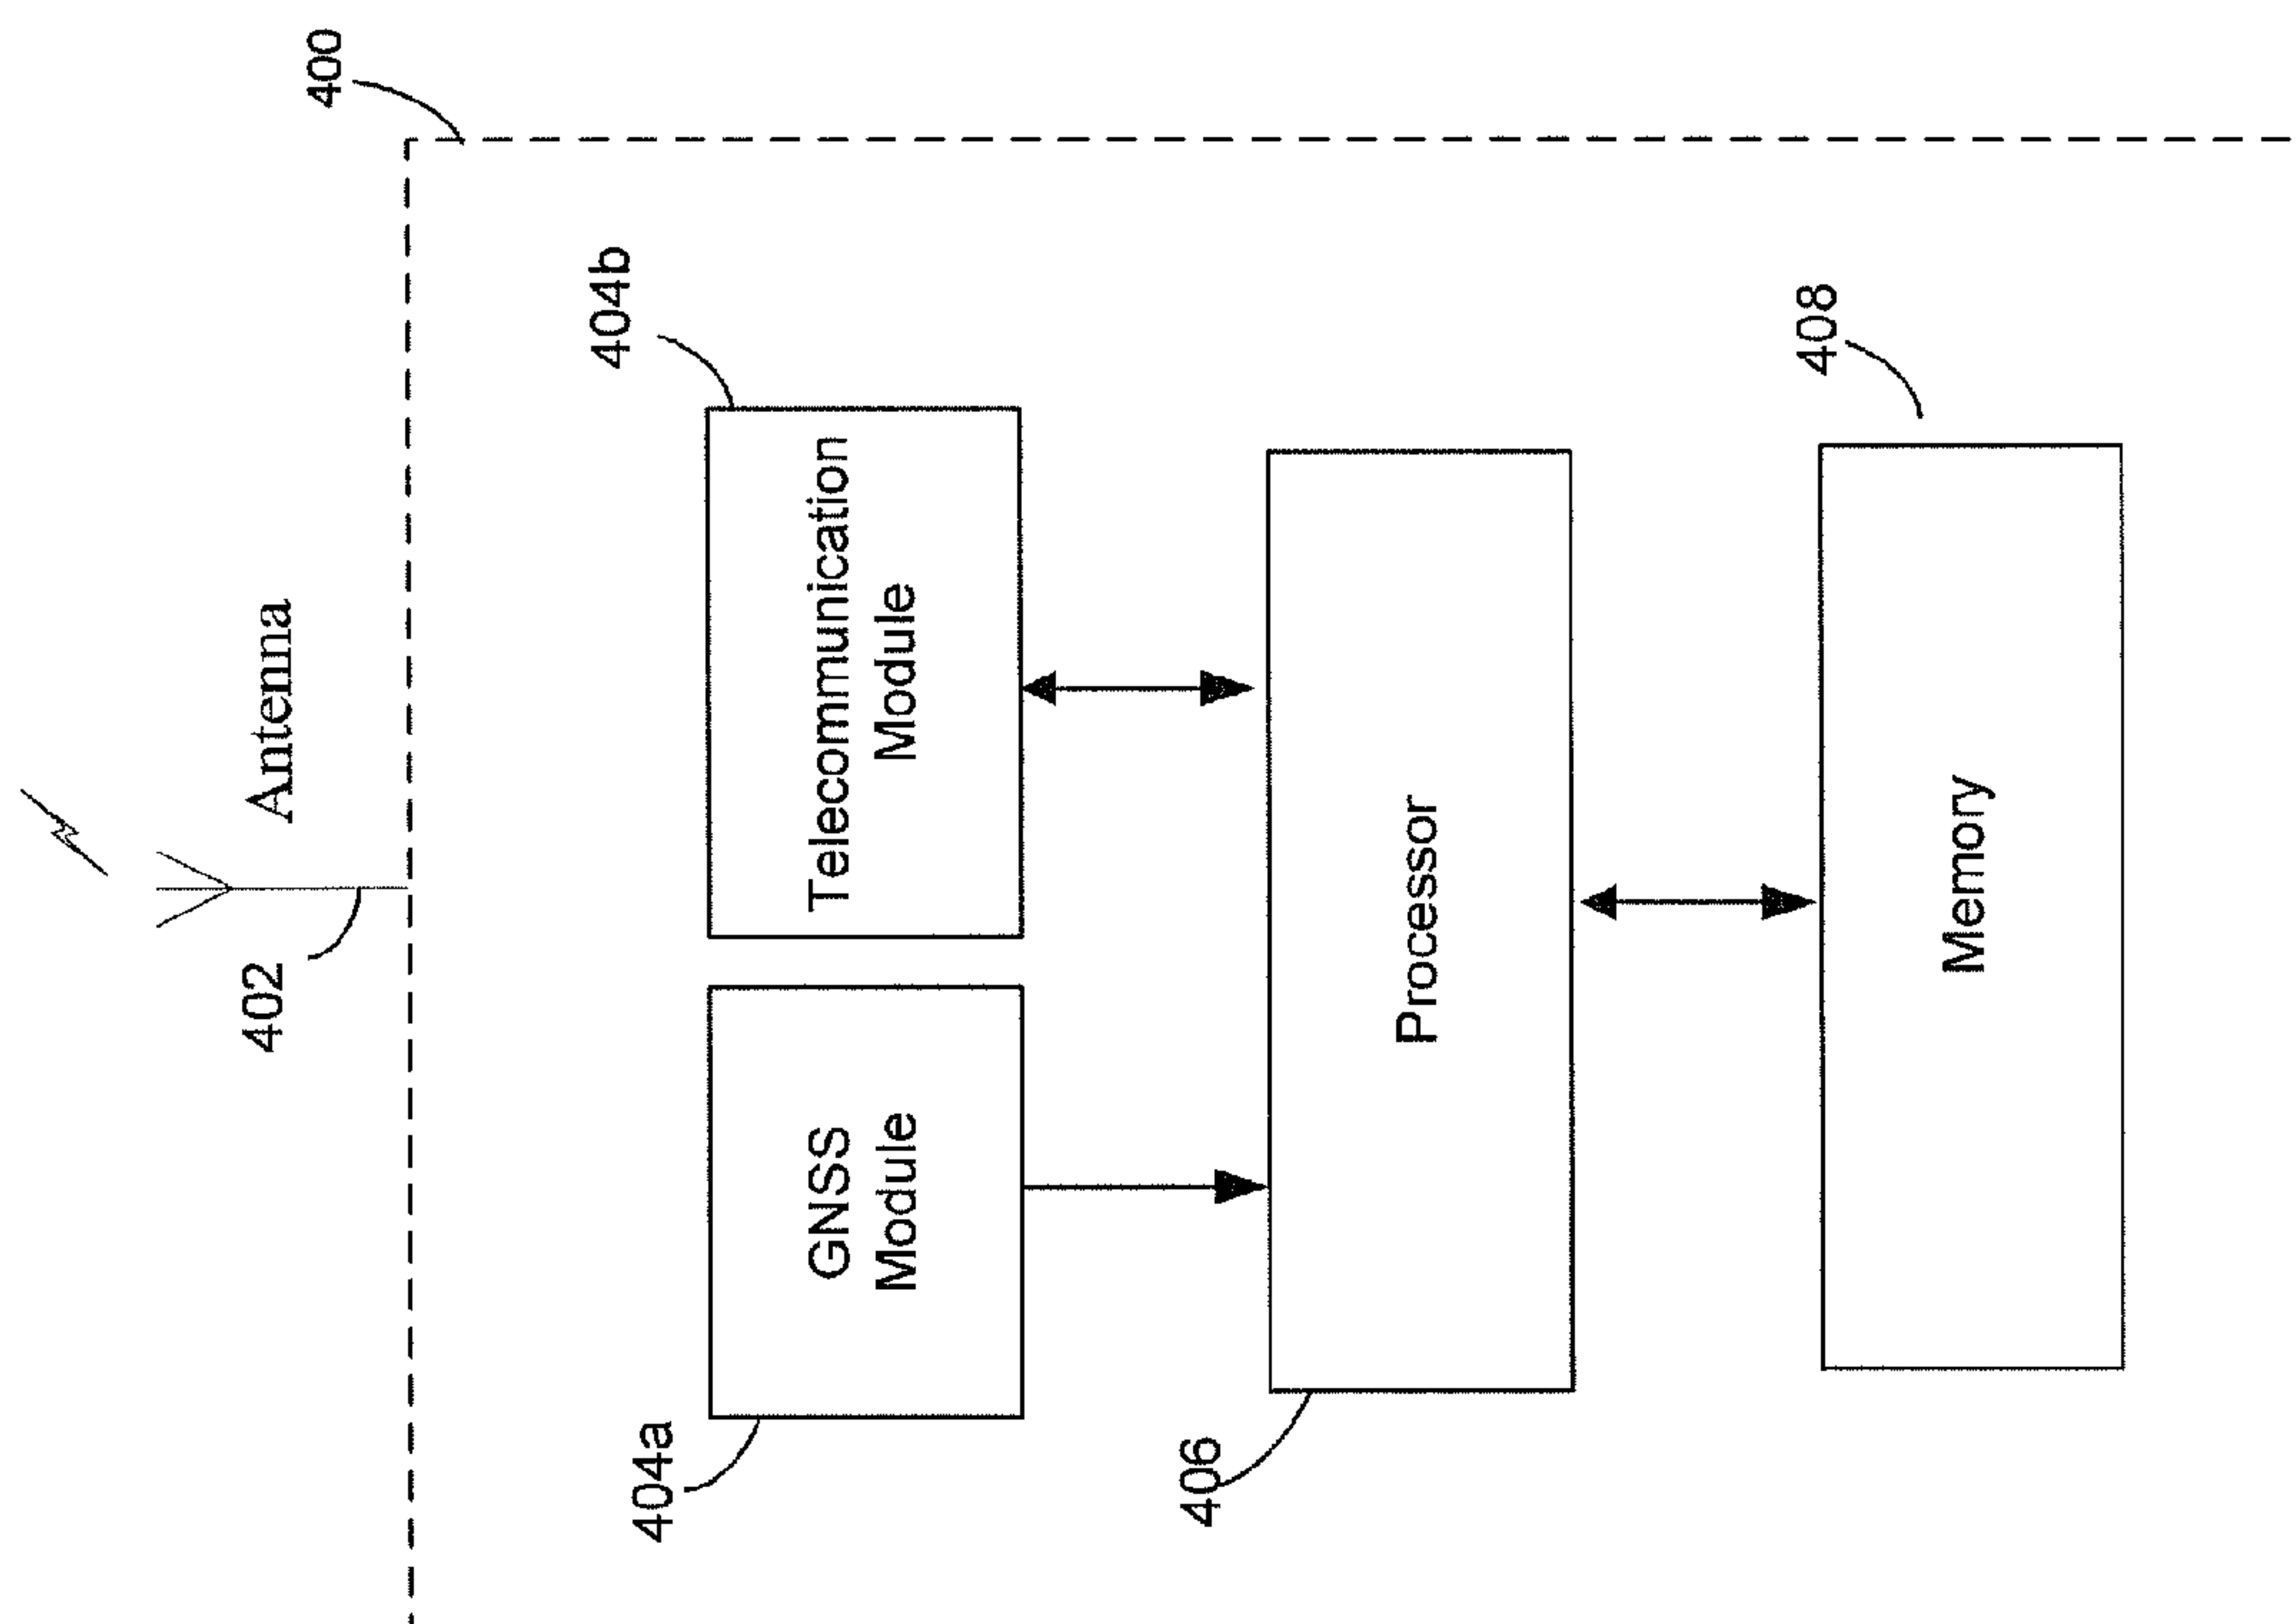 400
Antenna
402
404b
Telecommunication
Module
404a
GNSS
Module
406
Processor
408
Memory